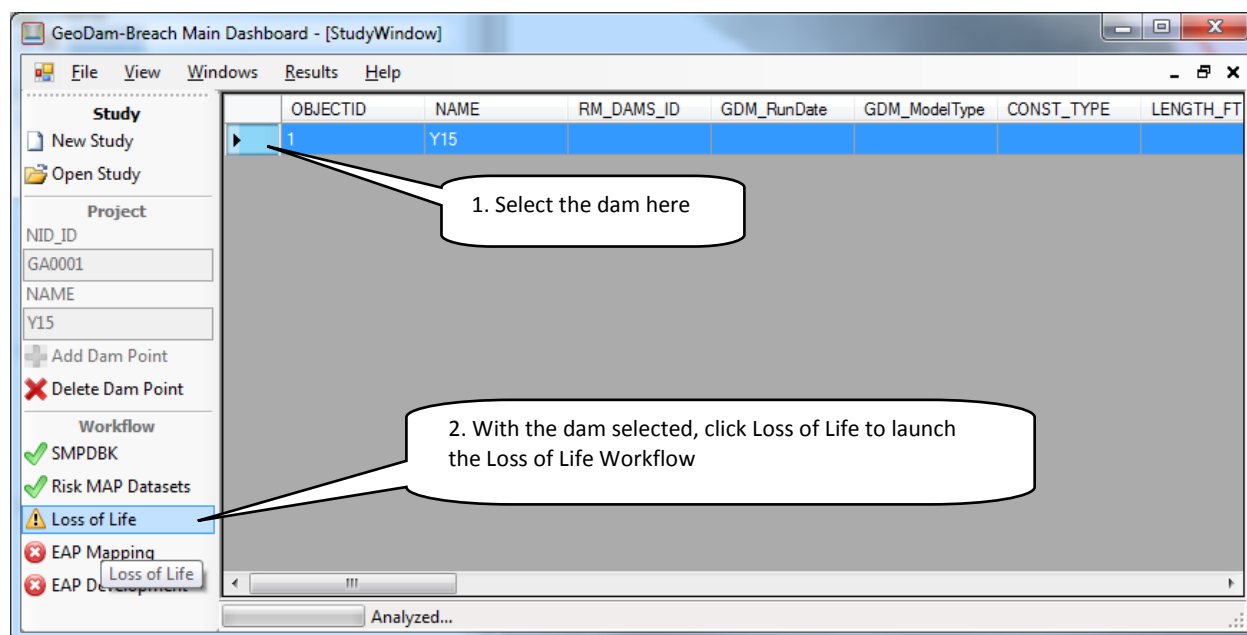 GeoDam-Breach Main Dashboard - [StudyWindow]
File View Windows Results Help
Study
New Study
Open Study
Project
NID_ID
GA0001
NAME
Y15
Add Dam Point
Delete Dam Point
Workflow
SMPDBK
Risk MAP Datasets
Loss of Life
EAP Mapping
Loss of Life
OBJECTID NAME RM_DAMS_ID GDM_RunDate GDM_ModelType CONST_TYPE LENGTH_FT
1 Y15
1. Select the dam here
2. With the dam selected, click Loss of Life to launch
the Loss of Life Workflow
Analyzed...